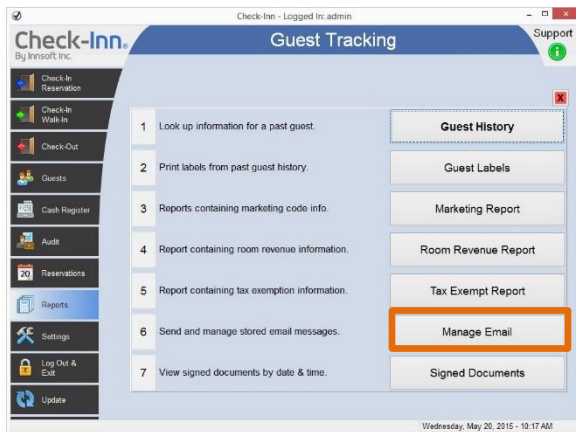 Check-Inn - Logged In: admin
Check-Inn®
By Innsoft Inc.
Guest Tracking
Support
Check-In
Reservation
Check-In
Walk-In
Check-Out
Guests
Cash Register
Audit
20
Reservations
Reports
Settings
Log Out &
Exit
Update
X
1 Look up information for a past guest. Guest History
2 Print labels from past guest history. Guest Labels
3 Reports containing marketing code info. Marketing Report
4 Report containing room revenue information. Room Revenue Report
5 Report containing tax exemption information. Tax Exempt Report
6 Send and manage stored email messages. Manage Email
7 View signed documents by date & time. Signed Documents
Wednesday, May 20, 2015 - 10:17 AM